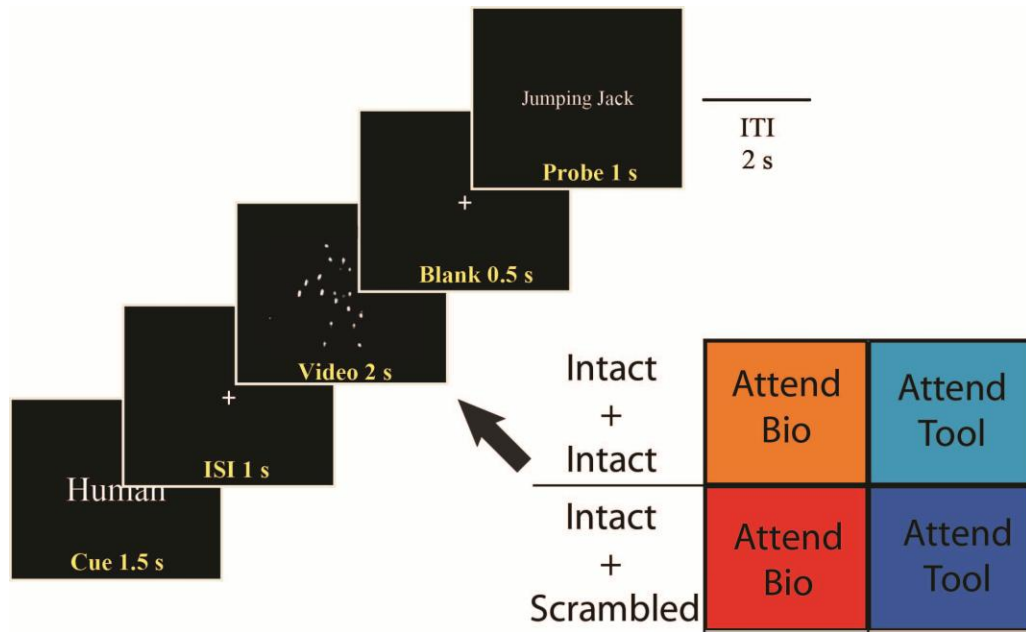 Jumping Jack
Probe 1 s
ITI
2 s
+
Blank 0.5 s
Video 2 s
+
ISI 1 s
Human
Cue 1.5 s
Intact
+
Intact
Attend
Bio
Attend
Tool
Intact
+
Scrambled
Attend
Bio
Attend
Tool